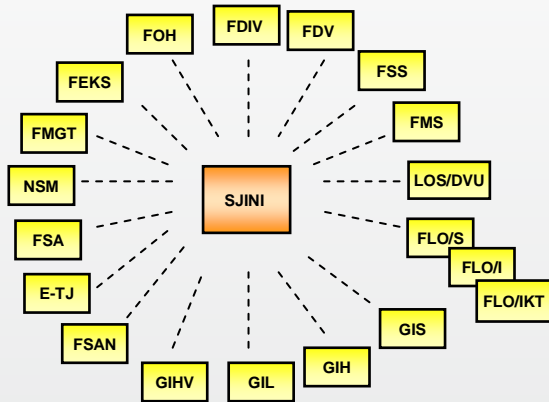 FDIV
FDV
FOH
FSS
FEKS
FMS
FMGT
NSM
SJINI
LOS/DVU
FSA
FLO/S
FLO/I
E-TJ
FLO/IKT
FSAN
GIS
GIHV
GIL
GIH